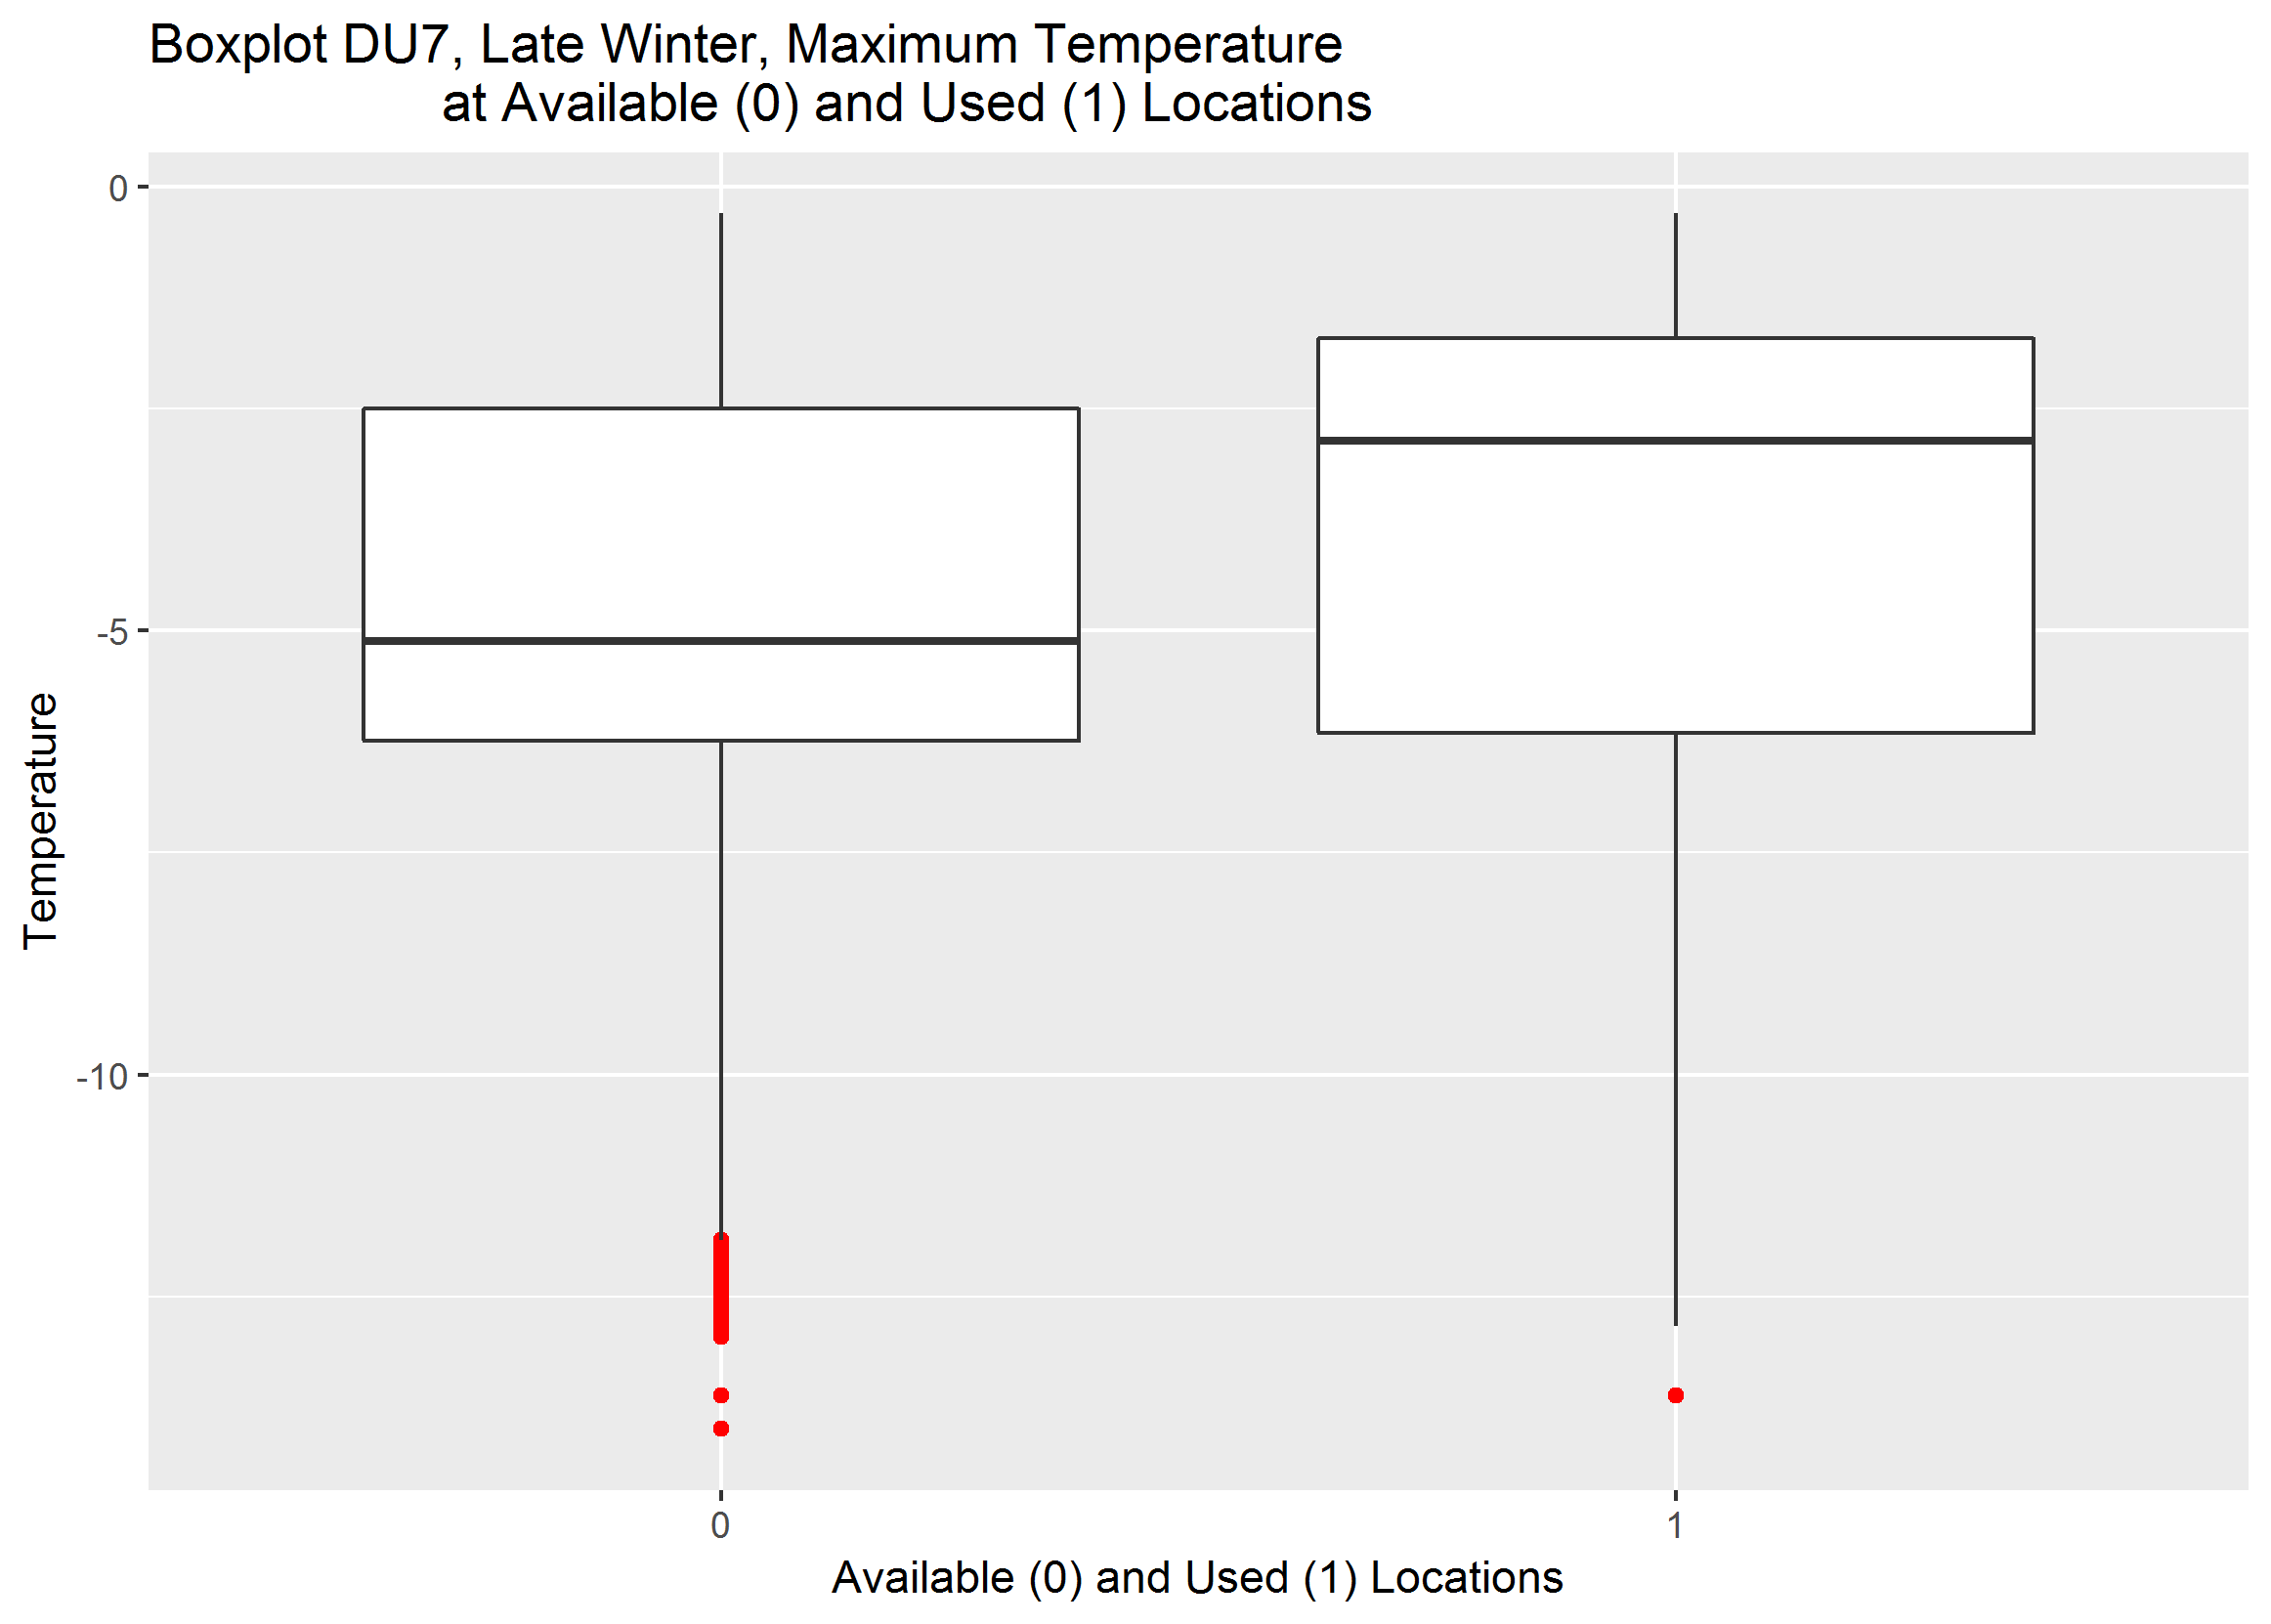 Boxplot DU7, Late Winter, Maximum Temperature
at Available (0) and Used (1) Locations
0
-5
-10
Temperature
0
1
Available (0) and Used (1) Locations